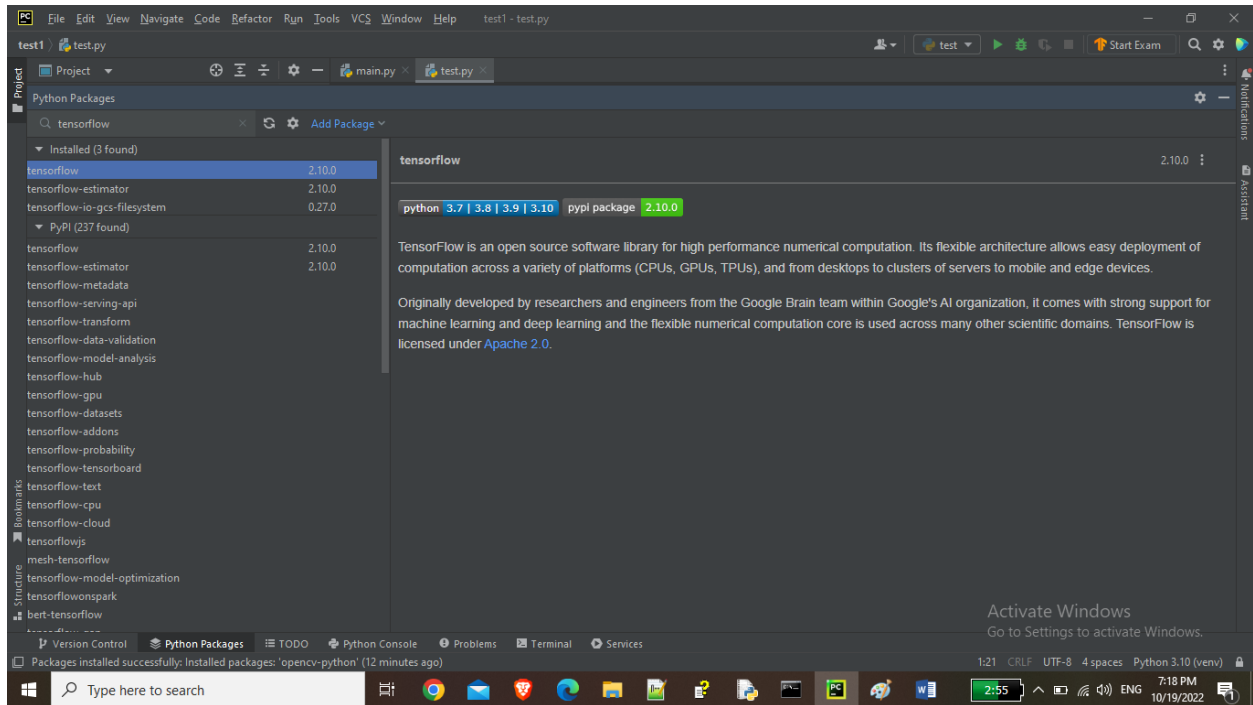 PC File Edit View Navigate Code Refactor Run Tools VCS Window Help test1 - test.py
test1 test.py test Start Exam
Project main.py test.py
Python Packages
tensorflow Add Package
Installed (3 found)
tensorflow 2.10.0
tensorflow-estimator 2.10.0
tensorflow-io-gcs-filesystem 0.27.0
PyPI (237 found)
tensorflow 2.10.0
tensorflow-estimator 2.10.0
tensorflow-metadata
tensorflow-serving-api
tensorflow-transform
tensorflow-data-validation
tensorflow-model-analysis
tensorflow-hub
tensorflow-gpu
tensorflow-datasets
tensorflow-addons
tensorflow-probability
tensorflow-tensorboard
tensorflow-text
tensorflow-cpu
tensorflow-cloud
tensorflowjs
mesh-tensorflow
tensorflow-model-optimization
tensorflowonspark
bert-tensorflow
tensorflow 2.10.0
python 3.7 | 3.8 | 3.9 | 3.10 pypi package 2.10.0
TensorFlow is an open source software library for high performance numerical computation. Its flexible architecture allows easy deployment of
computation across a variety of platforms (CPUs, GPUs, TPUs), and from desktops to clusters of servers to mobile and edge devices.
Originally developed by researchers and engineers from the Google Brain team within Google's AI organization, it comes with strong support for
machine learning and deep learning and the flexible numerical computation core is used across many other scientific domains. TensorFlow is
licensed under Apache 2.0.
Project
Bookmarks
Structure
Notifications
Assistant
Activate Windows
Go to Settings to activate Windows.
Version Control Python Packages TODO Python Console Problems Terminal Services
Packages installed successfully: Installed packages: 'opencv-python' (12 minutes ago) 1:21 CRLF UTF-8 4 spaces Python 3.10 (venv)
Type here to search 2:55 ENG 7:18 PM
10/19/2022